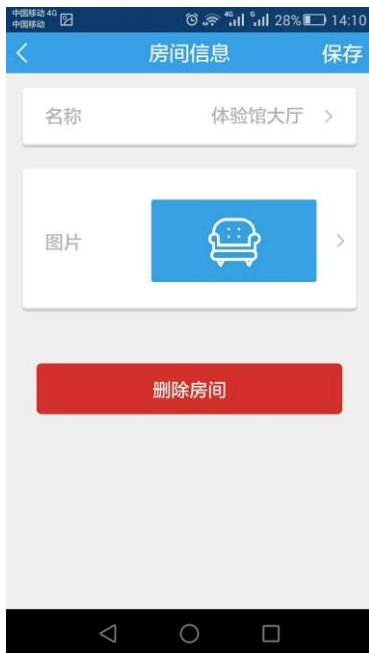 中国移动 4G
中国移动
4G 28% 14:10
房间信息 保存
名称 体验馆大厅
图片
删除房间